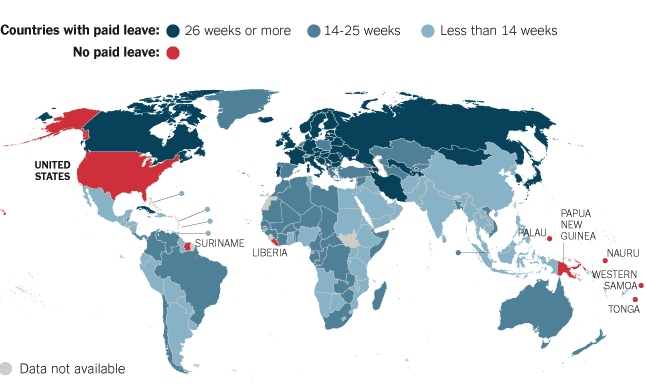 Countries with paid leave: 26 weeks or more 14-25 weeks Less than 14 weeks
No paid leave:
UNITED
STATES
SURINAME
LIBERIA
PALAU
PAPUA
NEW
GUINEA
NAURU
WESTERN
SAMOA
TONGA
Data not available